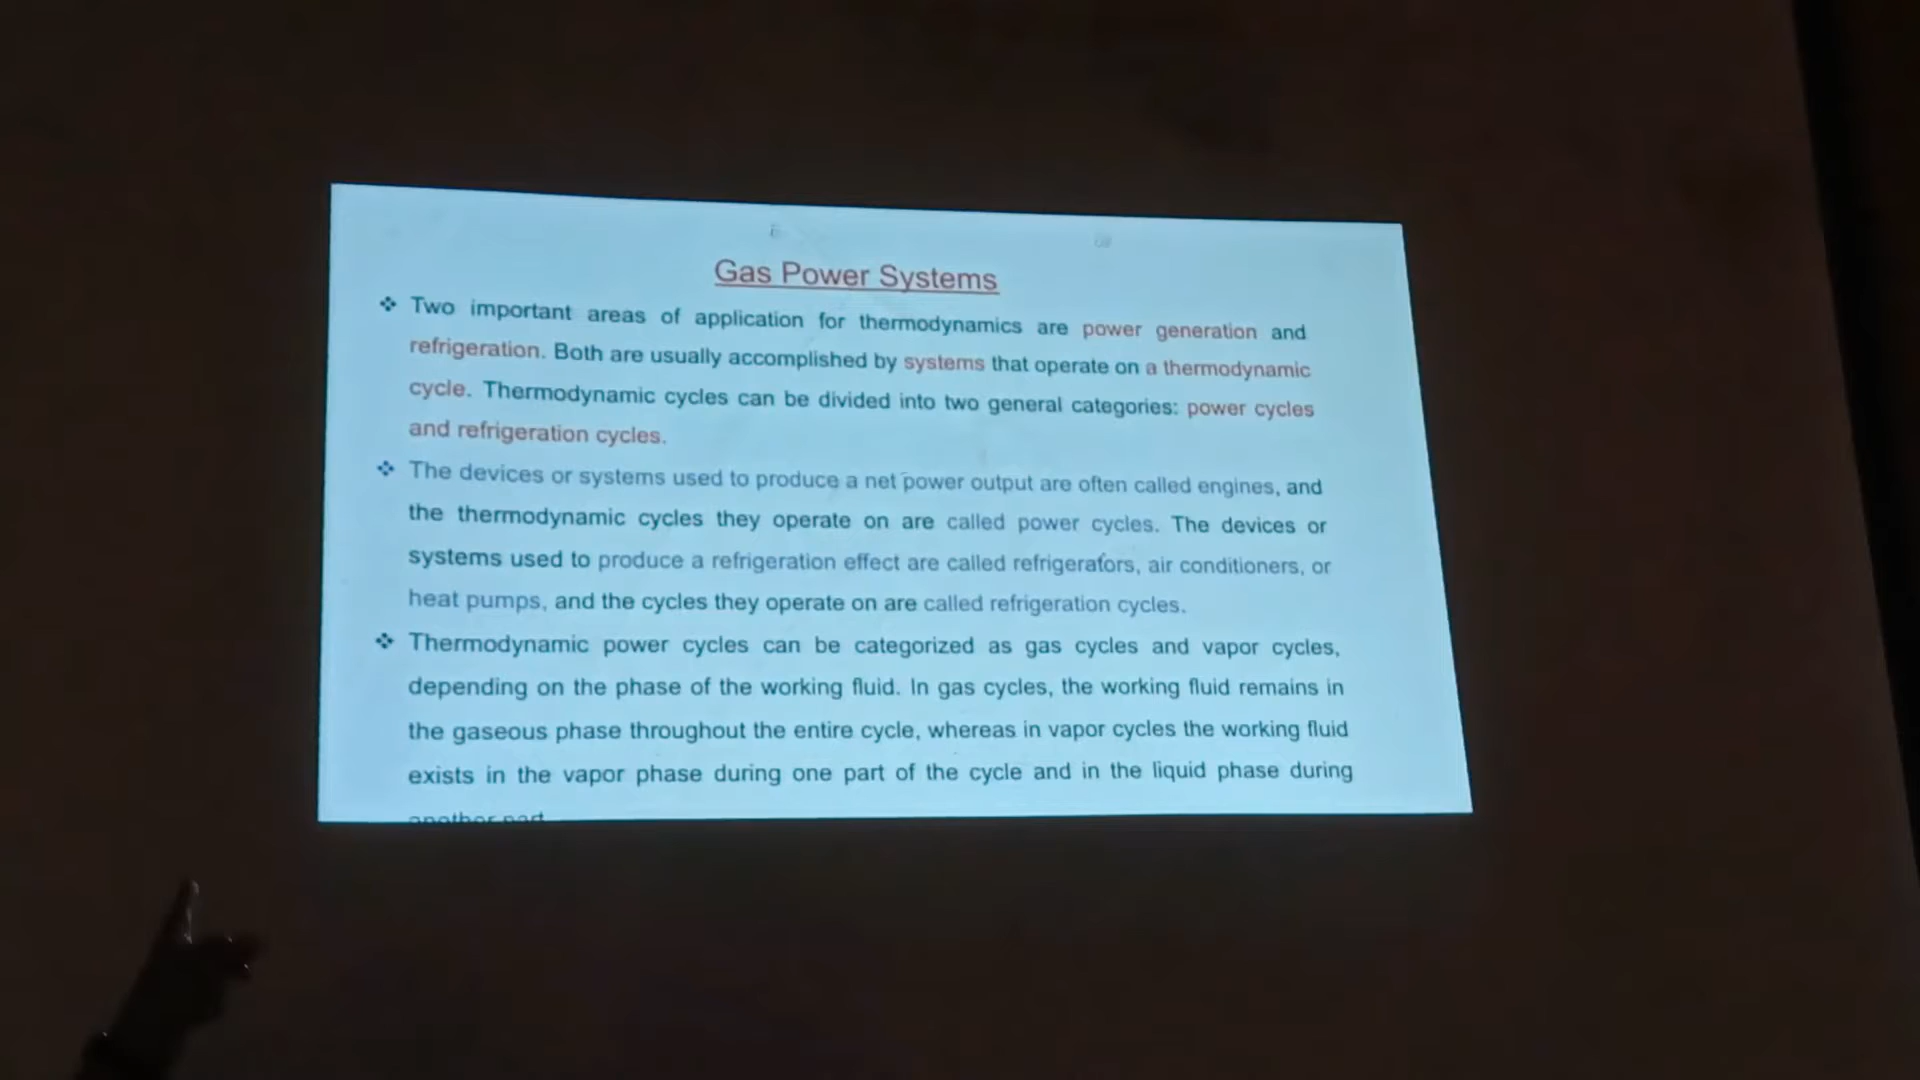 Gas Power Systems
❖ Two important areas of application for thermodynamics are power generation and
refrigeration. Both are usually accomplished by systems that operate on a thermodynamic
cycle. Thermodynamic cycles can be divided into two general categories: power cycles
and refrigeration cycles.
❖ The devices or systems used to produce a net power output are often called engines, and
the thermodynamic cycles they operate on are called power cycles. The devices or
systems used to produce a refrigeration effect are called refrigerators, air conditioners, or
heat pumps, and the cycles they operate on are called refrigeration cycles.
❖ Thermodynamic power cycles can be categorized as gas cycles and vapor cycles,
depending on the phase of the working fluid. In gas cycles, the working fluid remains in
the gaseous phase throughout the entire cycle, whereas in vapor cycles the working fluid
exists in the vapor phase during one part of the cycle and in the liquid phase during
another part